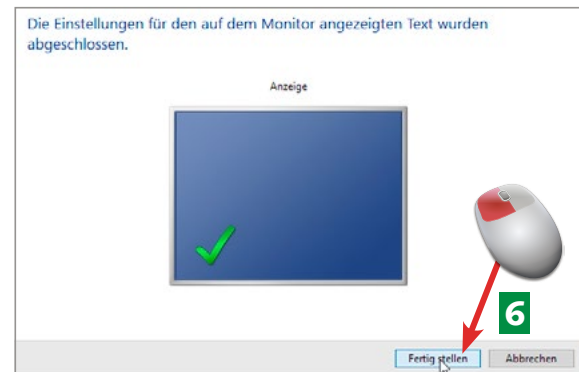 Die Einstellungen für den auf dem Monitor angezeigten Text wurden
abgeschlossen.
Anzeige
6
Fertig stellen Abbrechen